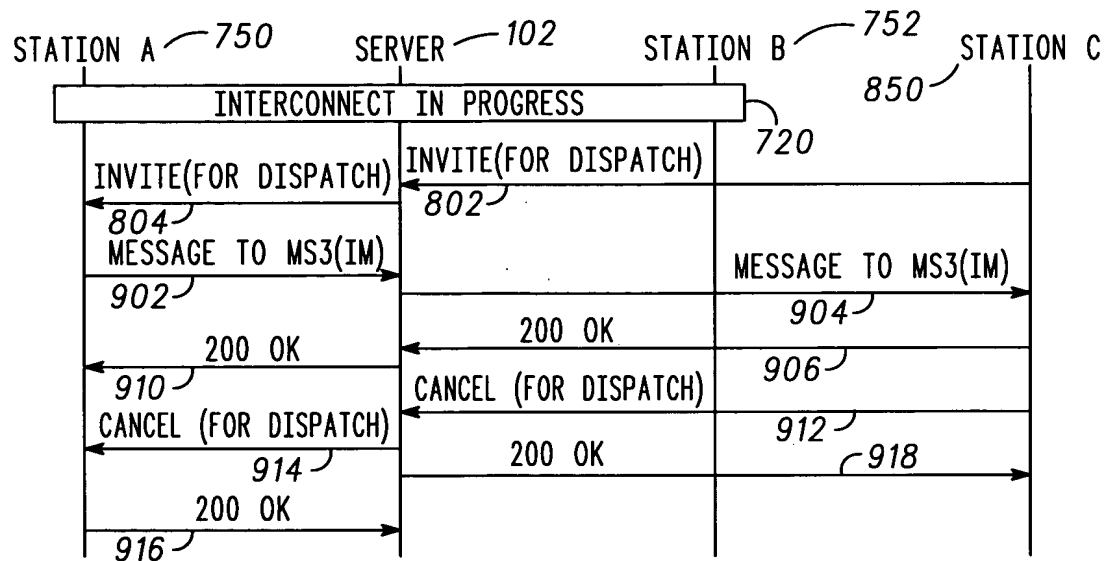 STATION A 750 SERVER 102 STATION B 752 STATION C
850
INTERCONNECT IN PROGRESS
720
INVITE(FOR DISPATCH)
802
INVITE(FOR DISPATCH)
804
MESSAGE TO MS3(IM)
902
MESSAGE TO MS3(IM)
904
200 OK
906
200 OK
910
CANCEL (FOR DISPATCH)
912
CANCEL (FOR DISPATCH)
914
200 OK 918
200 OK
916